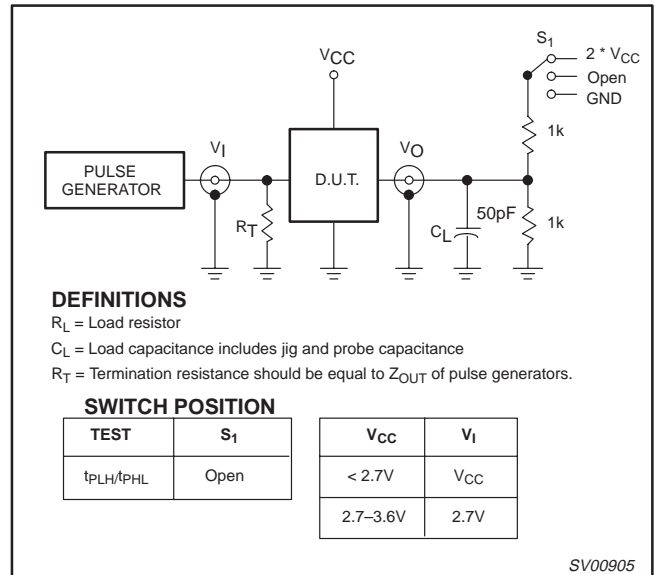 S1
2 * VCC
Open
GND
VCC
1k
VI
VO
PULSE
GENERATOR
D.U.T.
RT
50pF
CL
1k
DEFINITIONS
RL = Load resistor
CL = Load capacitance includes jig and probe capacitance
RT = Termination resistance should be equal to ZOUT of pulse generators.
SWITCH POSITION
TEST S1
tPLH/tPHL Open
VCC VI
< 2.7V VCC
2.7–3.6V 2.7V
SV00905